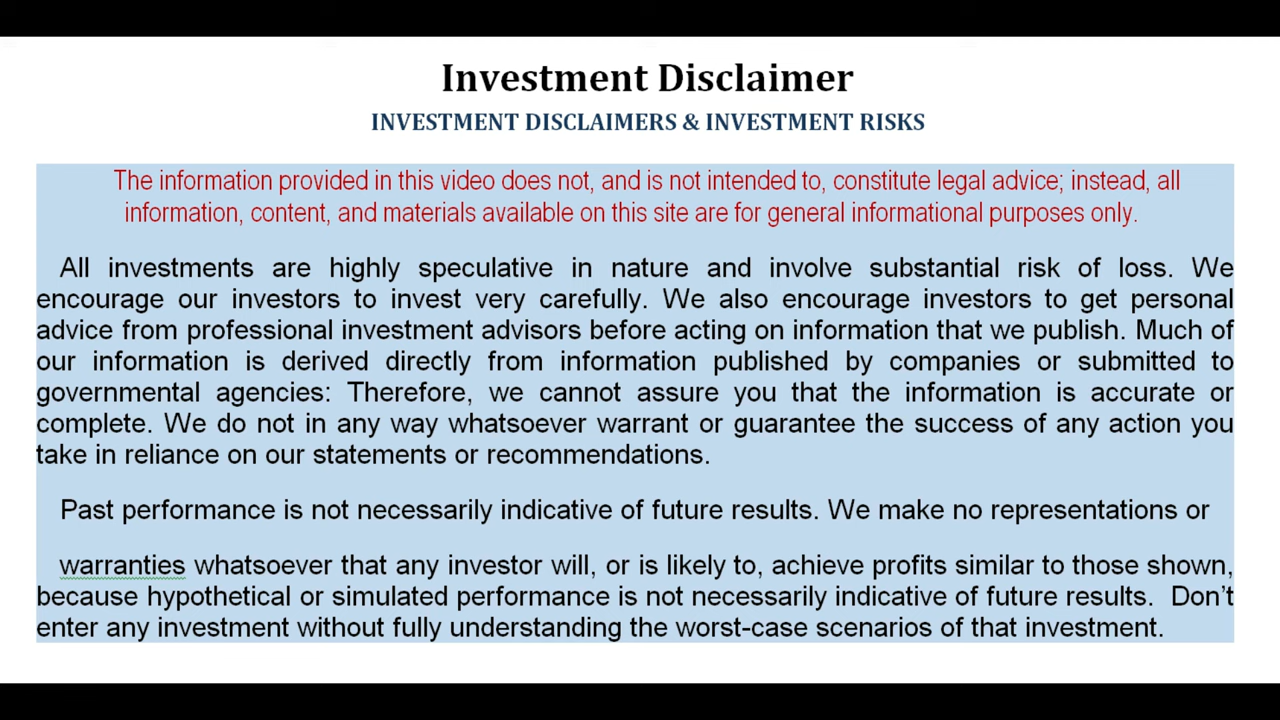 Investment Disclaimer
INVESTMENT DISCLAIMERS & INVESTMENT RISKS
The information provided in this video does not, and is not intended to, constitute legal advice; instead, all
information, content, and materials available on this site are for general informational purposes only.
All investments are highly speculative in nature and involve substantial risk of loss. We
encourage our investors to invest very carefully. We also encourage investors to get personal
advice from professional investment advisors before acting on information that we publish. Much of
our information is derived directly from information published by companies or submitted to
governmental agencies: Therefore, we cannot assure you that the information is accurate or
complete. We do not in any way whatsoever warrant or guarantee the success of any action you
take in reliance on our statements or recommendations.
Past performance is not necessarily indicative of future results. We make no representations or
warranties whatsoever that any investor will, or is likely to, achieve profits similar to those shown,
because hypothetical or simulated performance is not necessarily indicative of future results.  Don’t
enter any investment without fully understanding the worst-case scenarios of that investment.